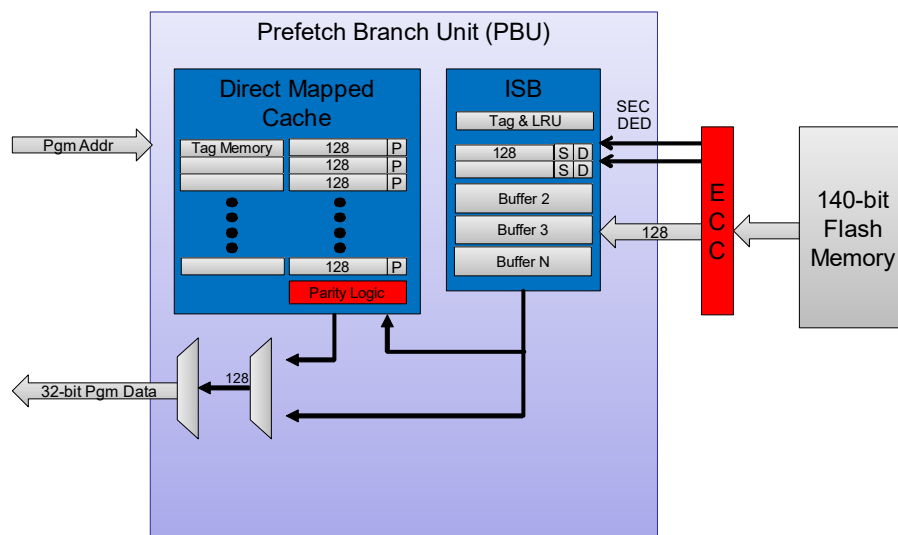 Prefetch Branch Unit (PBU)
Direct Mapped
Cache
Tag Memory
128 P
128 P
128 P
128 P
Parity Logic
ISB
Tag & LRU
128 S D
S D
Buffer 2
Buffer 3
Buffer N
SEC
DED
128
ECC
140-bit
Flash
Memory
Pgm Addr
128
32-bit Pgm Data